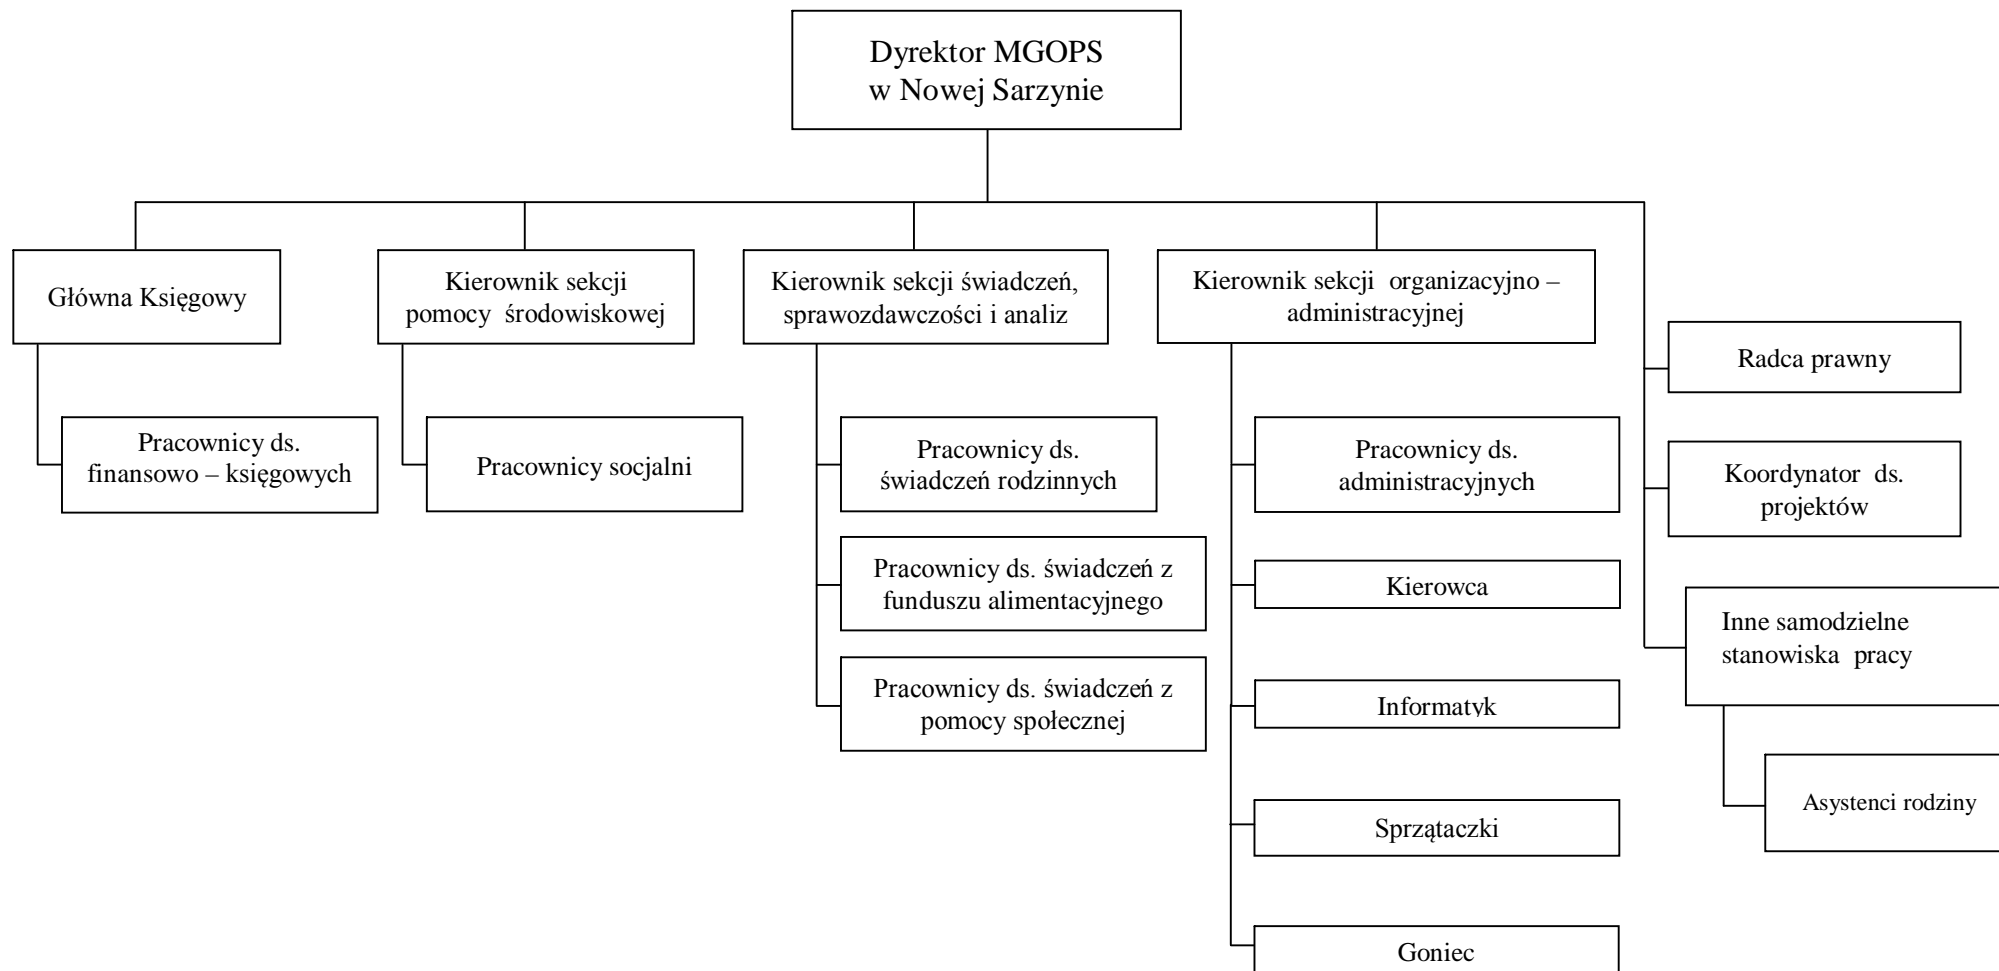 Dyrektor MGOPS
w Nowej Sarzynie
Główna Księgowy
Kierownik sekcji
pomocy środowiskowej
Kierownik sekcji świadczeń,
sprawozdawczości i analiz
Kierownik sekcji organizacyjno –
administracyjnej
Radca prawny
Pracownicy ds.
finansowo – księgowych
Pracownicy socjalni
Pracownicy ds.
świadczeń rodzinnych
Pracownicy ds.
administracyjnych
Koordynator ds.
projektów
Pracownicy ds. świadczeń z
funduszu alimentacyjnego
Kierowca
Inne samodzielne
stanowiska pracy
Pracownicy ds. świadczeń z
pomocy społecznej
Informatyk
Asystenci rodziny
Sprzątaczki
Goniec